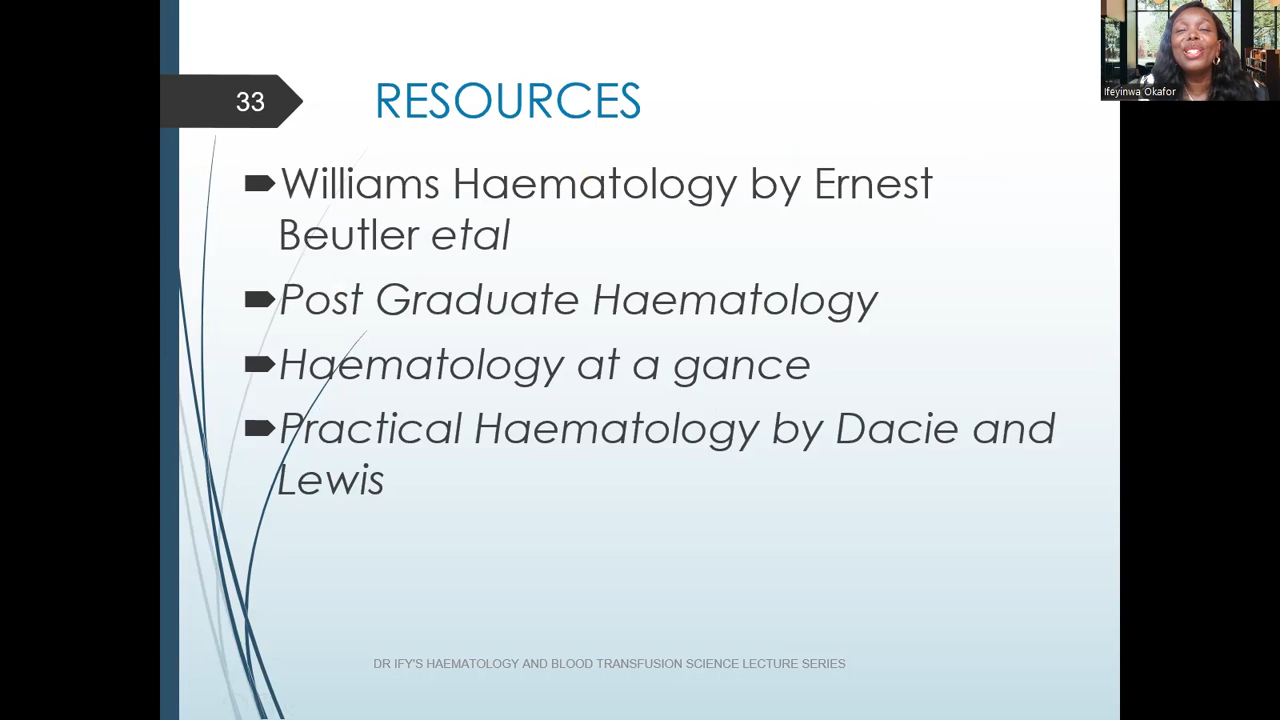 33
RESOURCES
Williams Haematology by Ernest
Beutler etal
Post Graduate Haematology
Haematology at a gance
Practical Haematology by Dacie and
Lewis
DR IFY'S HAEMATOLOGY AND BLOOD TRANSFUSION SCIENCE LECTURE SERIES
Ifeyinwa Okafor